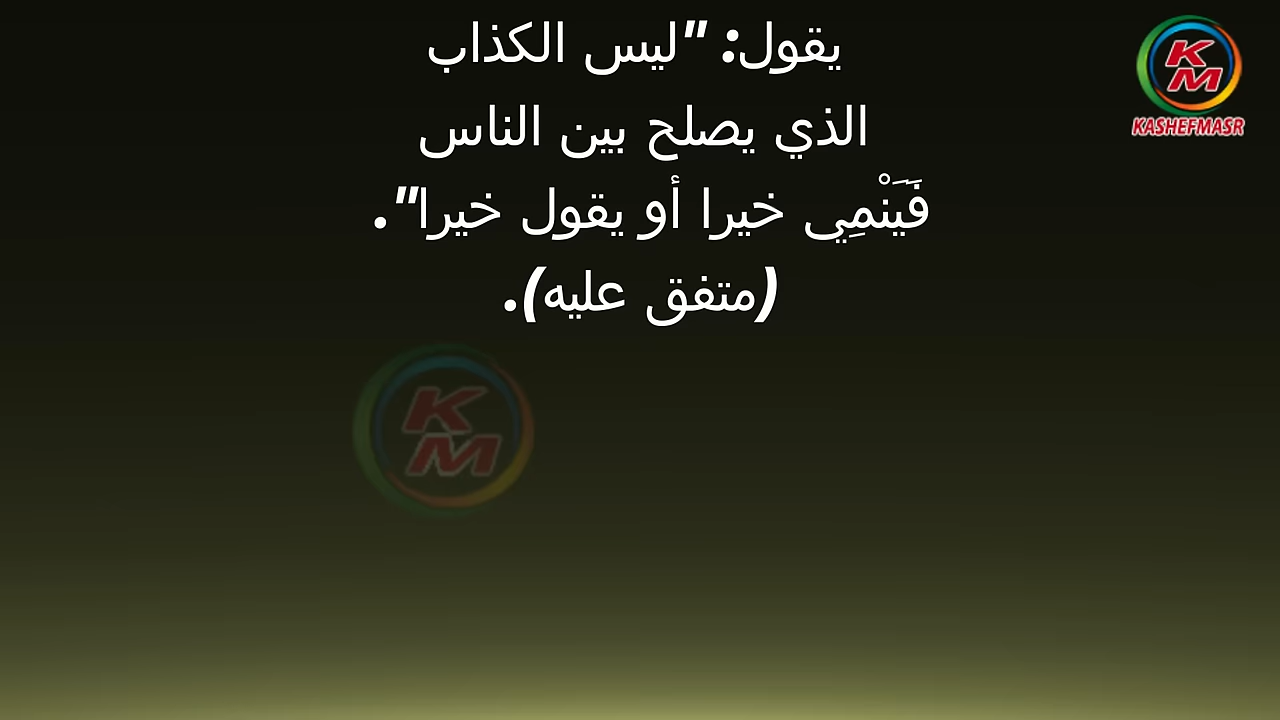 يقول: "ليس الكذاب
الذي يصلح بين الناس
فَيَنْمِي خيرا أو يقول خيرا".
(متفق عليه).
KM
KASHEFMASR
KM